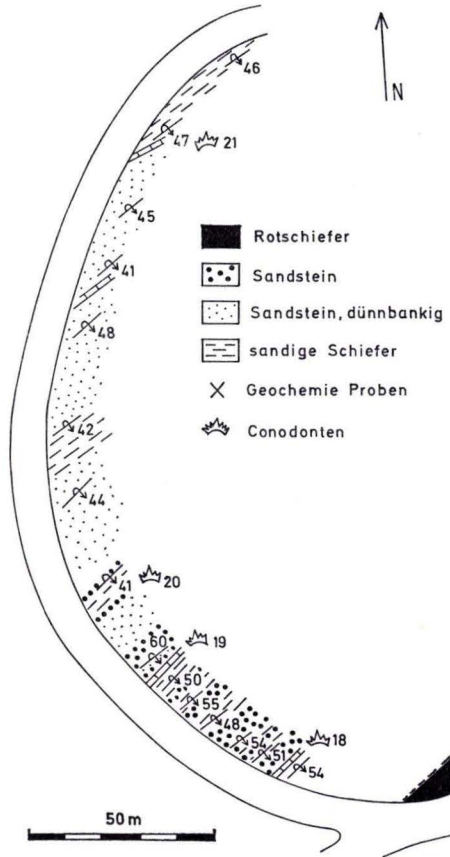 46
N
47
21
45
41
48
42
44
41
20
60
19
50
55
48
54
51
18
54
Rotschiefer
Sandstein
Sandstein, dünnbankig
sandige Schiefer
Geochemie Proben
Conodonten
50 m